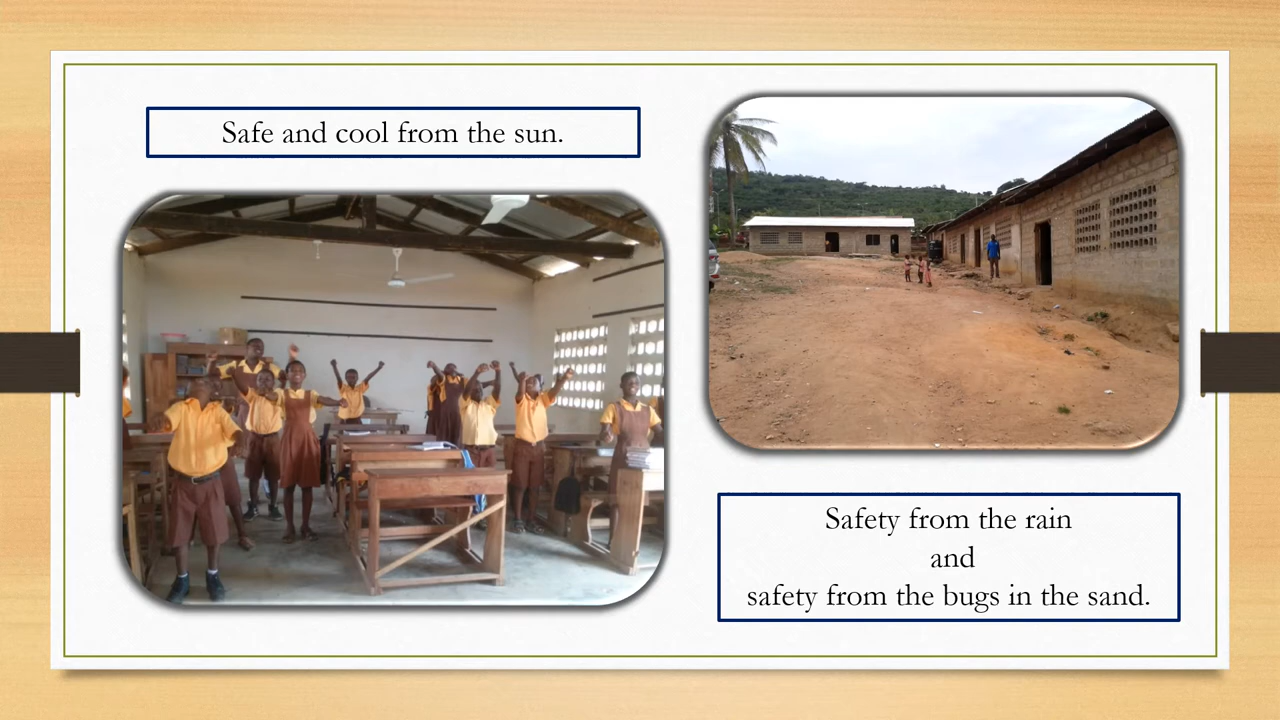 Safe and cool from the sun.
Safety from the rain
and
safety from the bugs in the sand.